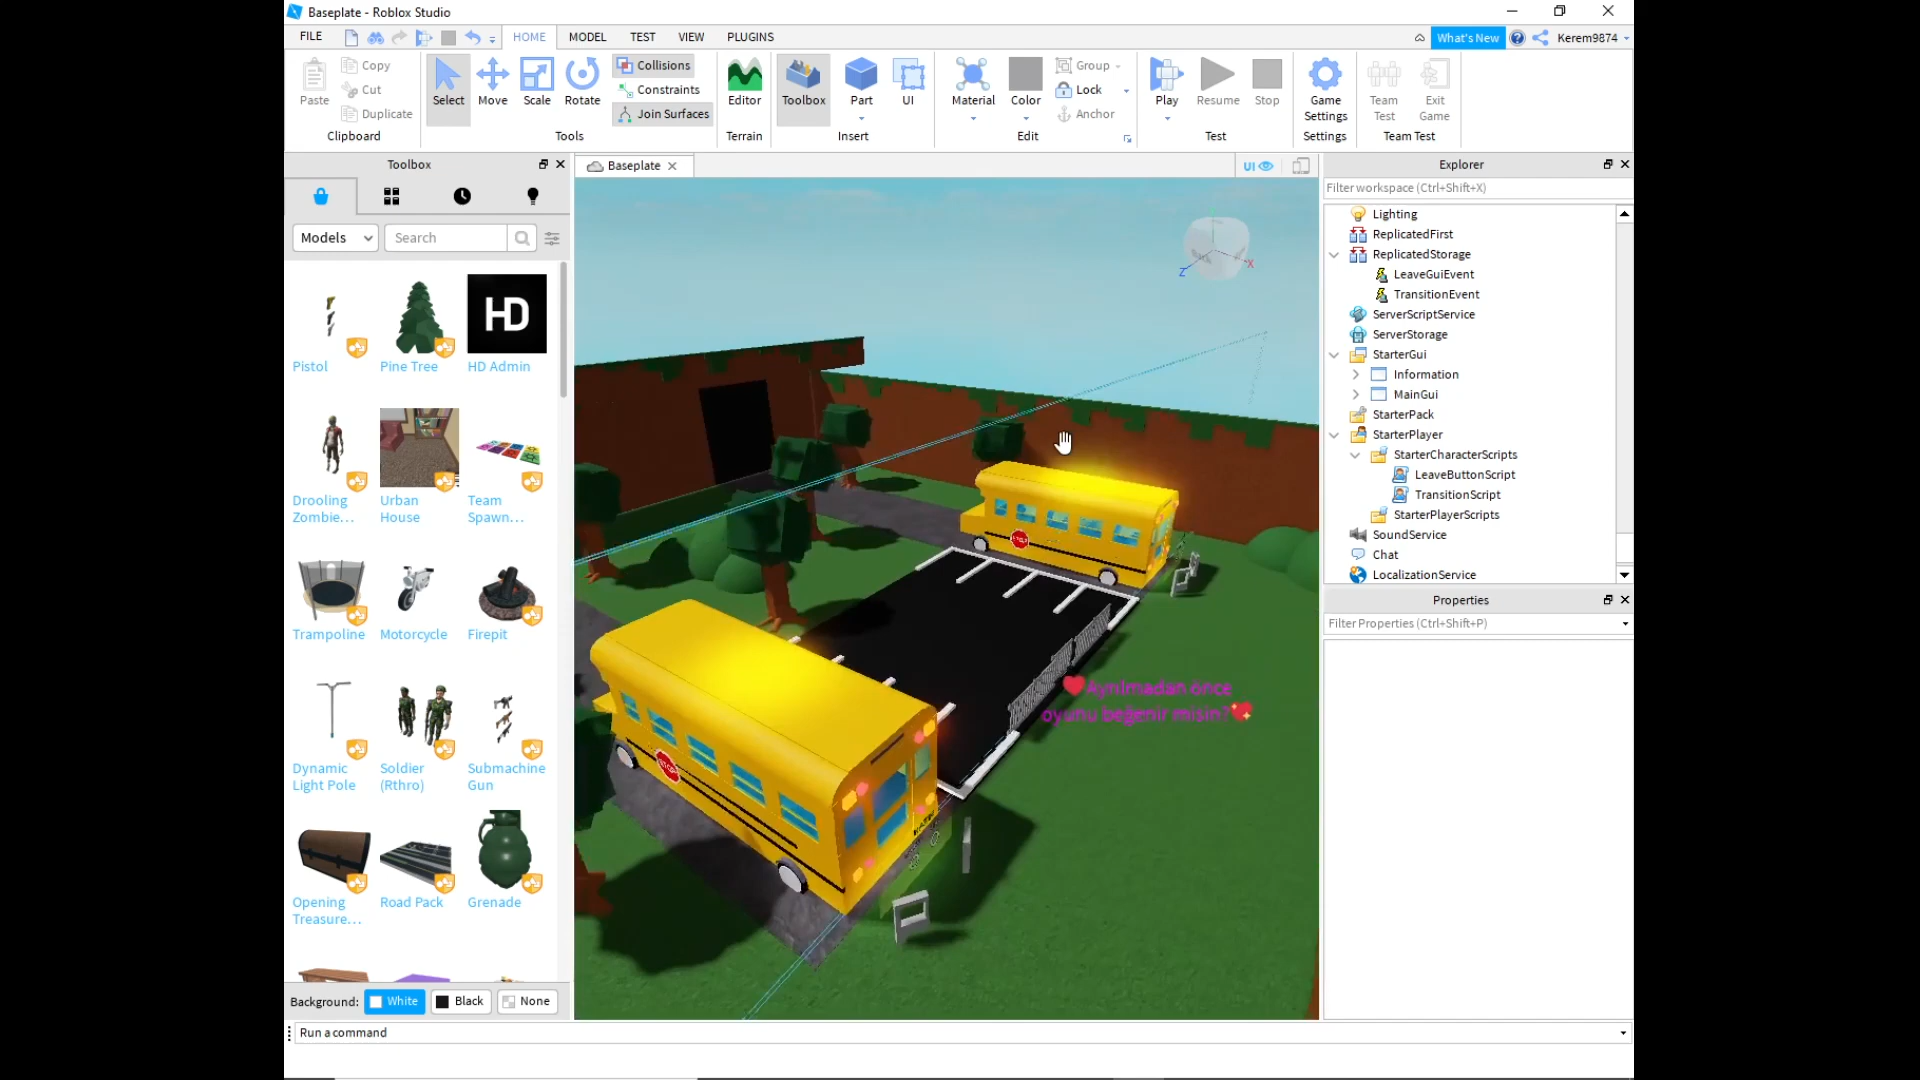 Baseplate - Roblox Studio
FILE
HOME
MODEL
TEST
VIEW
PLUGINS
What's New
Kerem9874
Paste
Copy
Cut
Duplicate
Clipboard
Select
Move
Scale
Rotate
Collisions
Constraints
Join Surfaces
Tools
Editor
Terrain
Toolbox
Part
UI
Insert
Material
Color
Group
Lock
Anchor
Edit
Play
Resume
Stop
Test
Game
Settings
Settings
Team
Test
Exit
Game
Team Test
Toolbox
Models
Search
Pistol
Pine Tree
HD
HD Admin
Drooling
Zombie...
Urban
House
Team
Spawn...
Trampoline
Motorcycle
Firepit
Dynamic
Light Pole
Soldier
(Rthro)
Submachine
Gun
Opening
Treasure...
Road Pack
Grenade
Background:
White
Black
None
Run a command
Baseplate
UI
Z
X
STOP
STOP
Ayrılmadan önce
oyunu beğenir misin?
Explorer
Filter workspace (Ctrl+Shift+X)
Lighting
ReplicatedFirst
ReplicatedStorage
LeaveGuiEvent
TransitionEvent
ServerScriptService
ServerStorage
StarterGui
Information
MainGui
StarterPack
StarterPlayer
StarterCharacterScripts
LeaveButtonScript
TransitionScript
StarterPlayerScripts
SoundService
Chat
LocalizationService
Properties
Filter Properties (Ctrl+Shift+P)